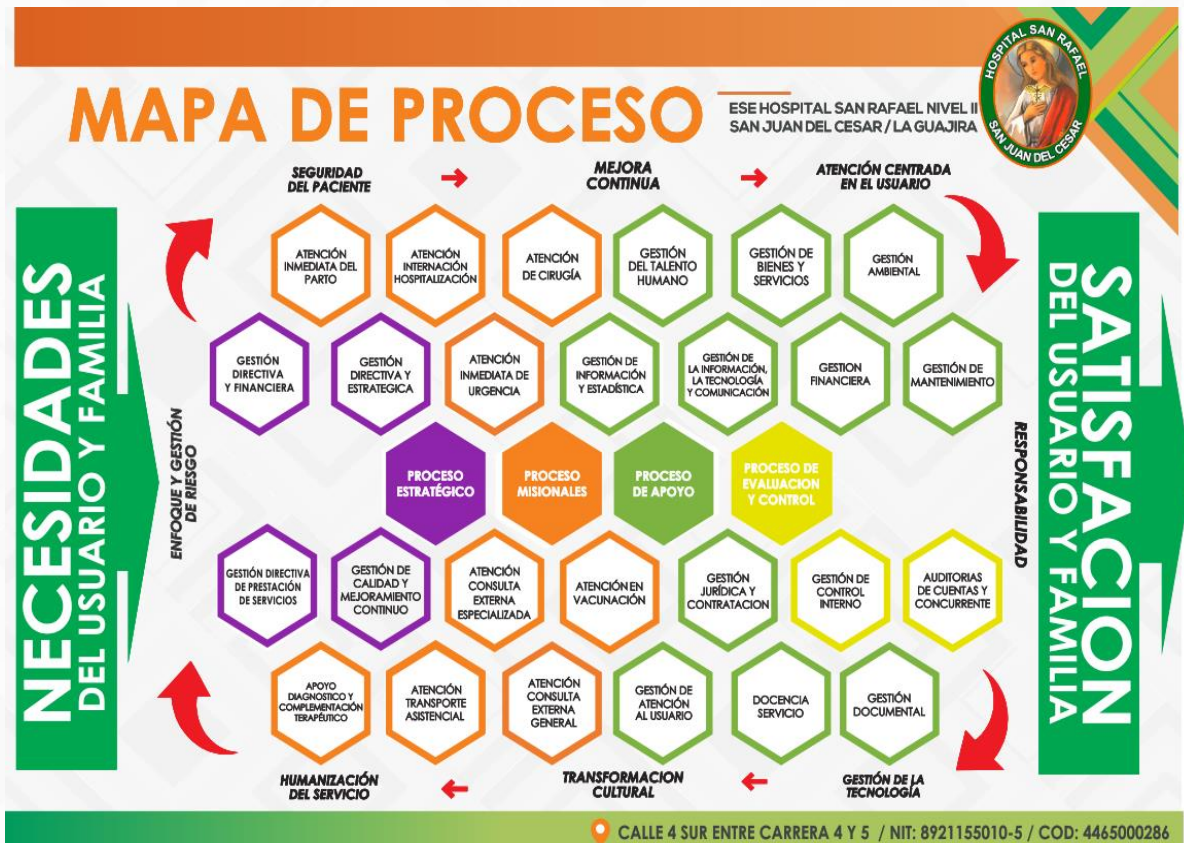 HOSPITAL SAN RAFAEL
SAN JUAN DEL CESAR
MAPA DE PROCESO
ESE HOSPITAL SAN RAFAEL NIVEL II
SAN JUAN DEL CESAR / LA GUAJIRA
SEGURIDAD
DEL PACIENTE
MEJORA
CONTINUA
ATENCIÓN CENTRADA
EN EL USUARIO
NECESIDADES
DEL USUARIO Y FAMILIA
ENFOQUE Y GESTIÓN
DE RIESGO
ATENCIÓN
INMEDIATA DEL
PARTO
ATENCIÓN
INTERNACIÓN
HOSPITALIZACIÓN
ATENCIÓN
DE CIRUGÍA
GESTIÓN
DEL TALENTO
HUMANO
GESTIÓN DE
BIENES Y
SERVICIOS
GESTIÓN
AMBIENTAL
GESTIÓN
DIRECTIVA
Y FINANCIERA
GESTIÓN
DIRECTIVA Y
ESTRATEGICA
ATENCIÓN
INMEDIATA DE
URGENCIA
GESTIÓN DE
INFORMACIÓN
Y ESTADÍSTICA
GESTIÓN DE
LA INFORMACIÓN,
LA TECNOLOGÍA
Y COMUNICACIÓN
GESTION
FINANCIERA
GESTIÓN DE
MANTENIMIENTO
PROCESO
ESTRATÉGICO
PROCESO
MISIONALES
PROCESO
DE APOYO
PROCESO DE
EVALUACION
Y CONTROL
GESTIÓN DIRECTIVA
DE PRESTACIÓN
DE SERVICIOS
GESTIÓN DE
CALIDAD Y
MEJORAMIENTO
CONTINUO
ATENCIÓN
CONSULTA
EXTERNA
ESPECIALIZADA
ATENCIÓN EN
VACUNACIÓN
GESTIÓN
JURÍDICA Y
CONTRATACION
GESTIÓN DE
CONTROL
INTERNO
AUDITORIAS
DE CUENTAS Y
CONCURRENTE
APOYO
DIAGNOSTICO Y
COMPLEMENTACIÓN
TERAPÉUTICO
ATENCIÓN
TRANSPORTE
ASISTENCIAL
ATENCIÓN
CONSULTA
EXTERNA
GENERAL
GESTIÓN DE
ATENCIÓN
AL USUARIO
DOCENCIA
SERVICIO
GESTIÓN
DOCUMENTAL
RESPONSABILIDAD
SATISFACION
DEL USUARIO Y FAMILIA
HUMANIZACIÓN
DEL SERVICIO
TRANSFORMACION
CULTURAL
GESTIÓN DE LA
TECNOLOGÍA
CALLE 4 SUR ENTRE CARRERA 4 Y 5 / NIT: 8921155010-5 / COD: 4465000286